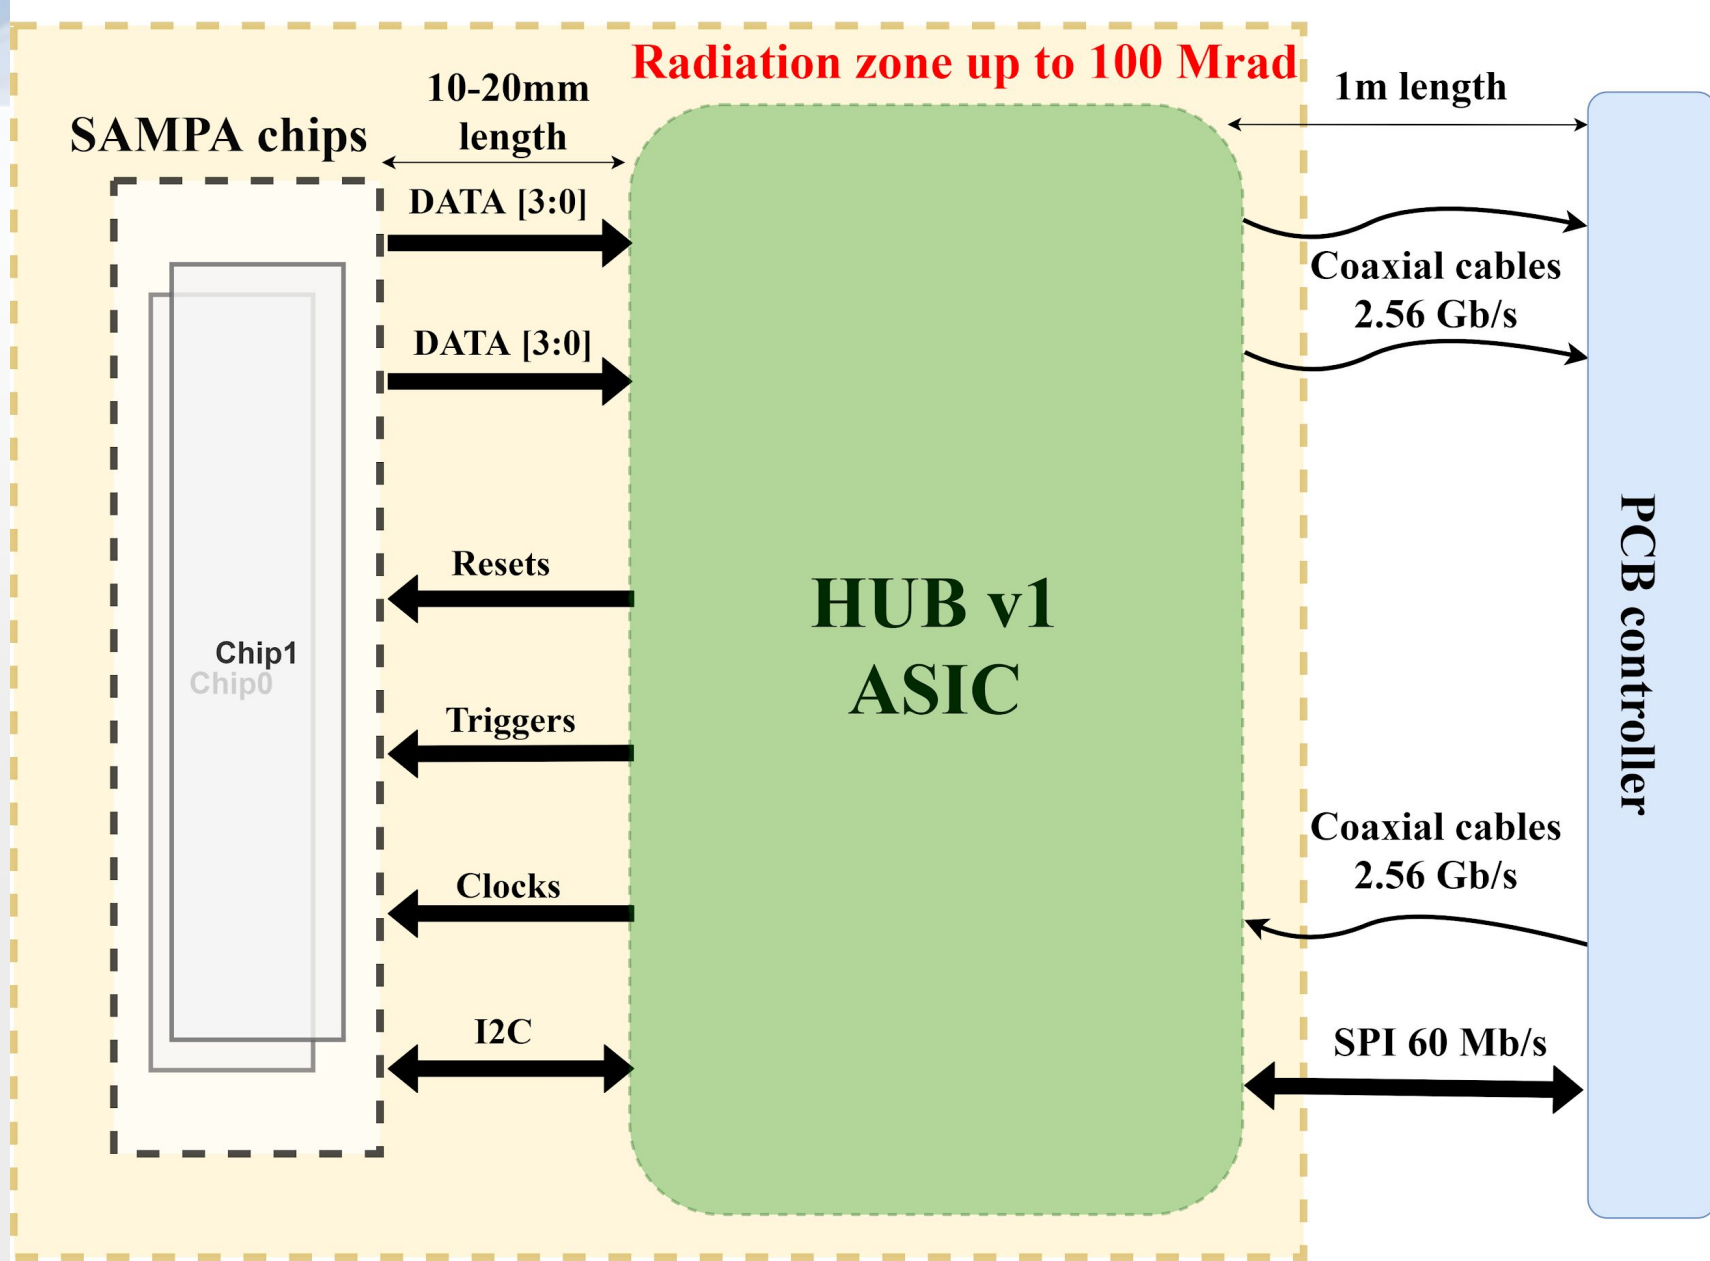 Radiation zone up to 100 Mrad
10-20mm
length
1m length
SAMPA chips
DATA [3:0]
Coaxial cables
2.56 Gb/s
DATA [3:0]
Resets
HUB v1
ASIC
PCB controller
Chip1
Chip0
Triggers
Coaxial cables
2.56 Gb/s
Clocks
I2C
SPI 60 Mb/s